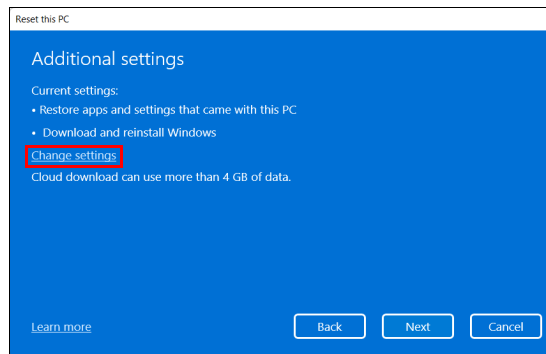 Reset this PC
Additional settings
Current settings:
• Restore apps and settings that came with this PC
• Download and reinstall Windows
Change settings
Cloud download can use more than 4 GB of data.
Learn more
Back
Next
Cancel